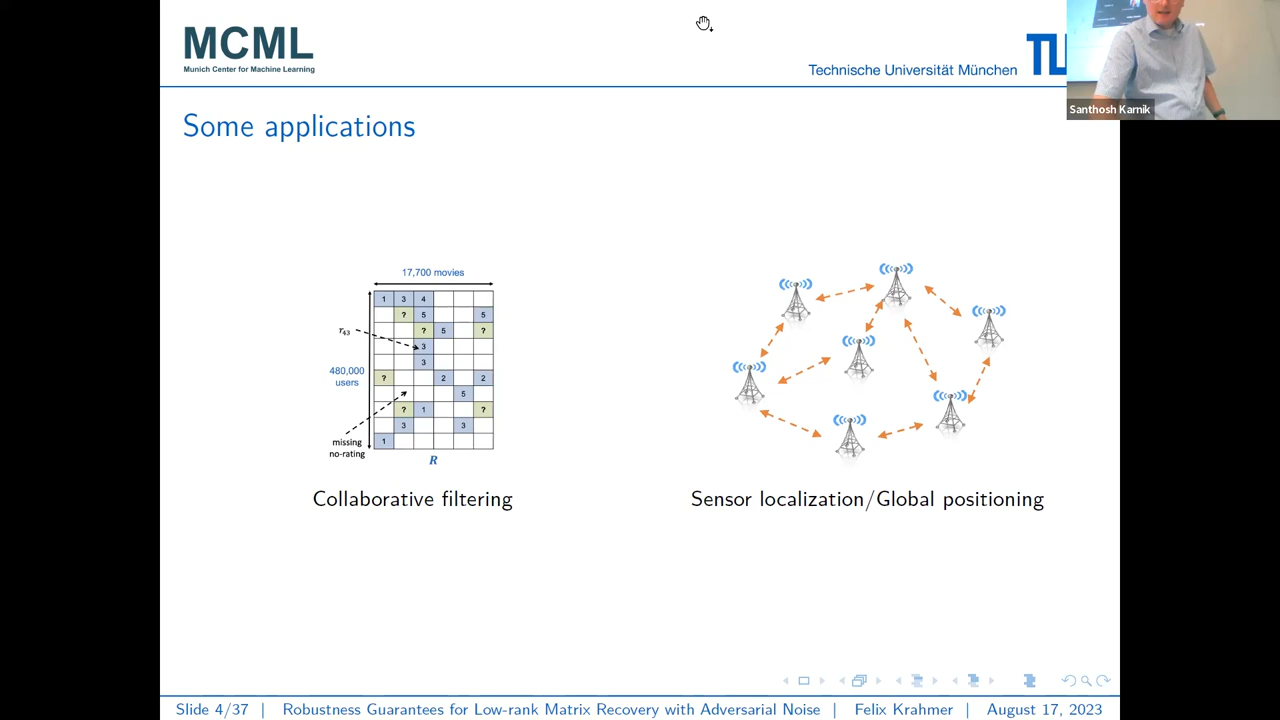 MCML
Munich Center for Machine Learning
Technische Universität München
TU
Santhosh Karnik
Some applications
17,700 movies
1 3 4
? 5 5
? 5 ?
r43
3
3
480,000
users
? 2 2
5
? 1 ?
3 3
missing
no-rating
1
R
Collaborative filtering
Sensor localization/Global positioning
Slide 4/37 | Robustness Guarantees for Low-rank Matrix Recovery with Adversarial Noise | Felix Krahmer | August 17, 2023